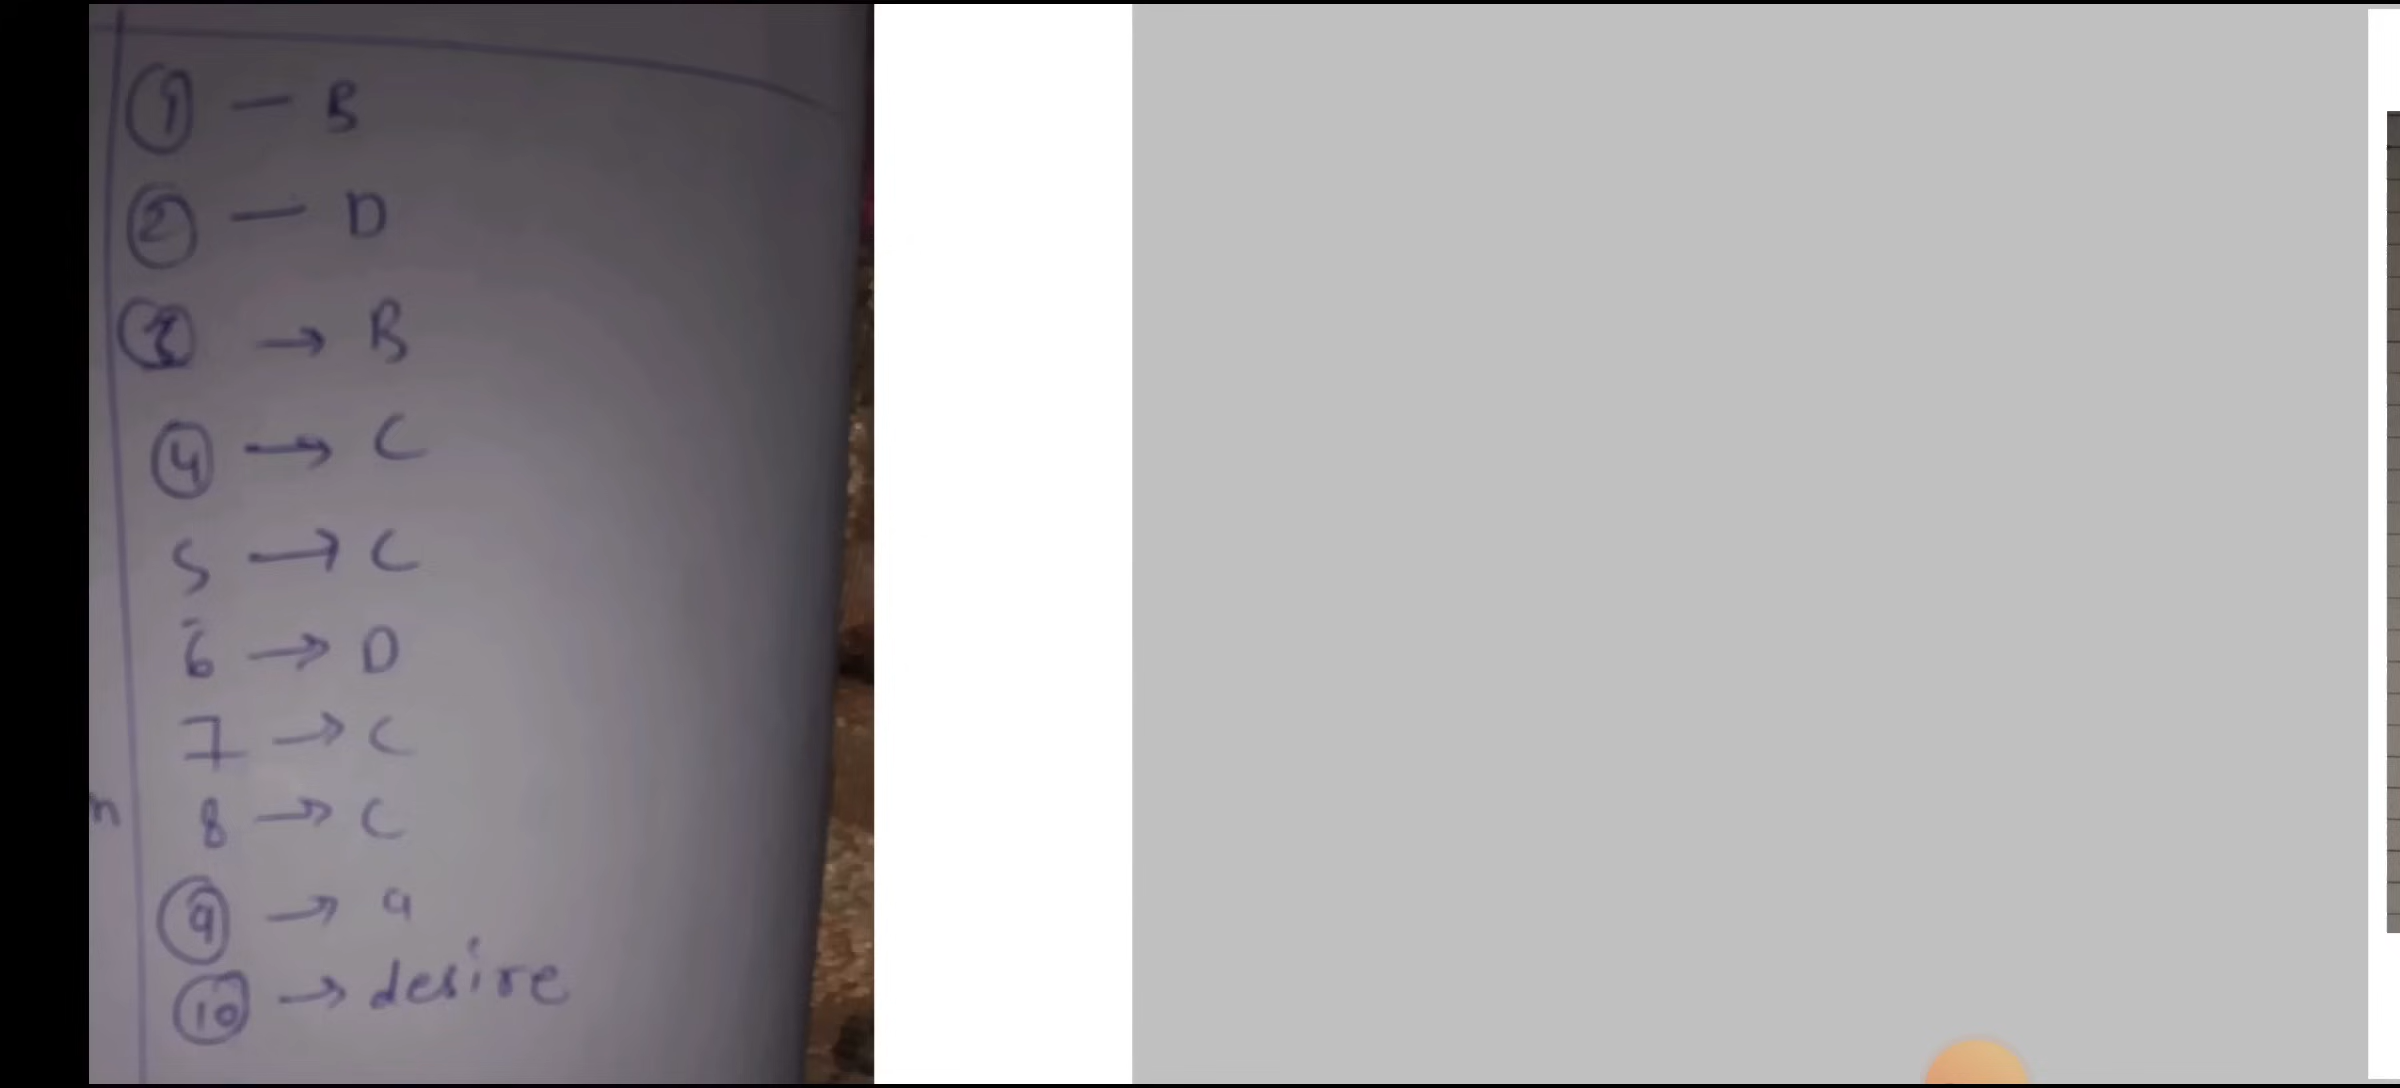 1 — B
2 — D
3 → B
4 → C
5 → C
6 → D
7 → C
n
8 → C
9 → a
10 → desire